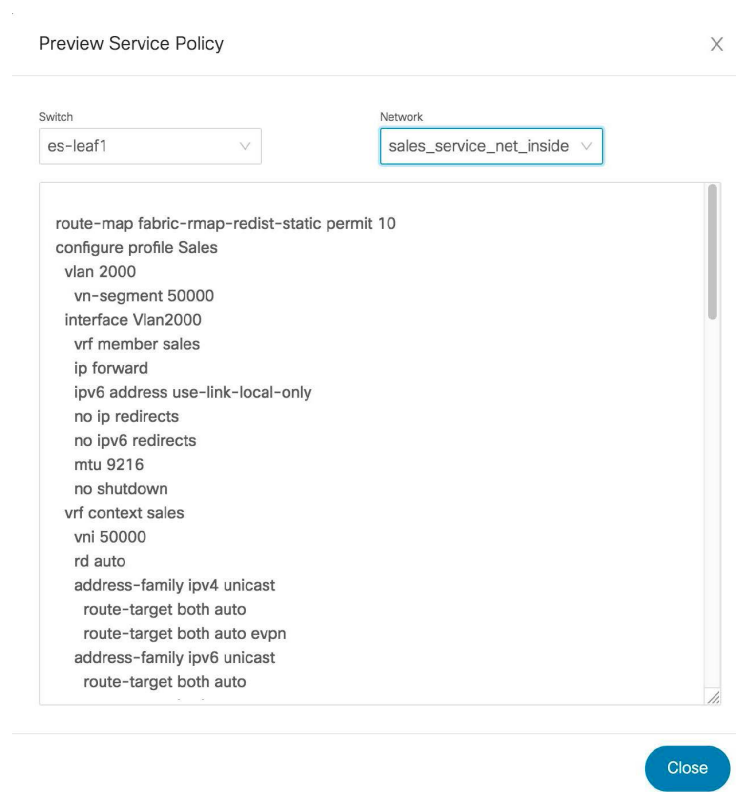 Preview Service Policy
X
Switch
Network
es-leaf1
sales_service_net_inside
route-map fabric-rmap-redist-static permit 10
configure profile Sales
vlan 2000
vn-segment 50000
interface Vlan2000
vrf member sales
ip forward
ipv6 address use-link-local-only
no ip redirects
no ipv6 redirects
mtu 9216
no shutdown
vrf context sales
vni 50000
rd auto
address-family ipv4 unicast
route-target both auto
route-target both auto evpn
address-family ipv6 unicast
route-target both auto
Close